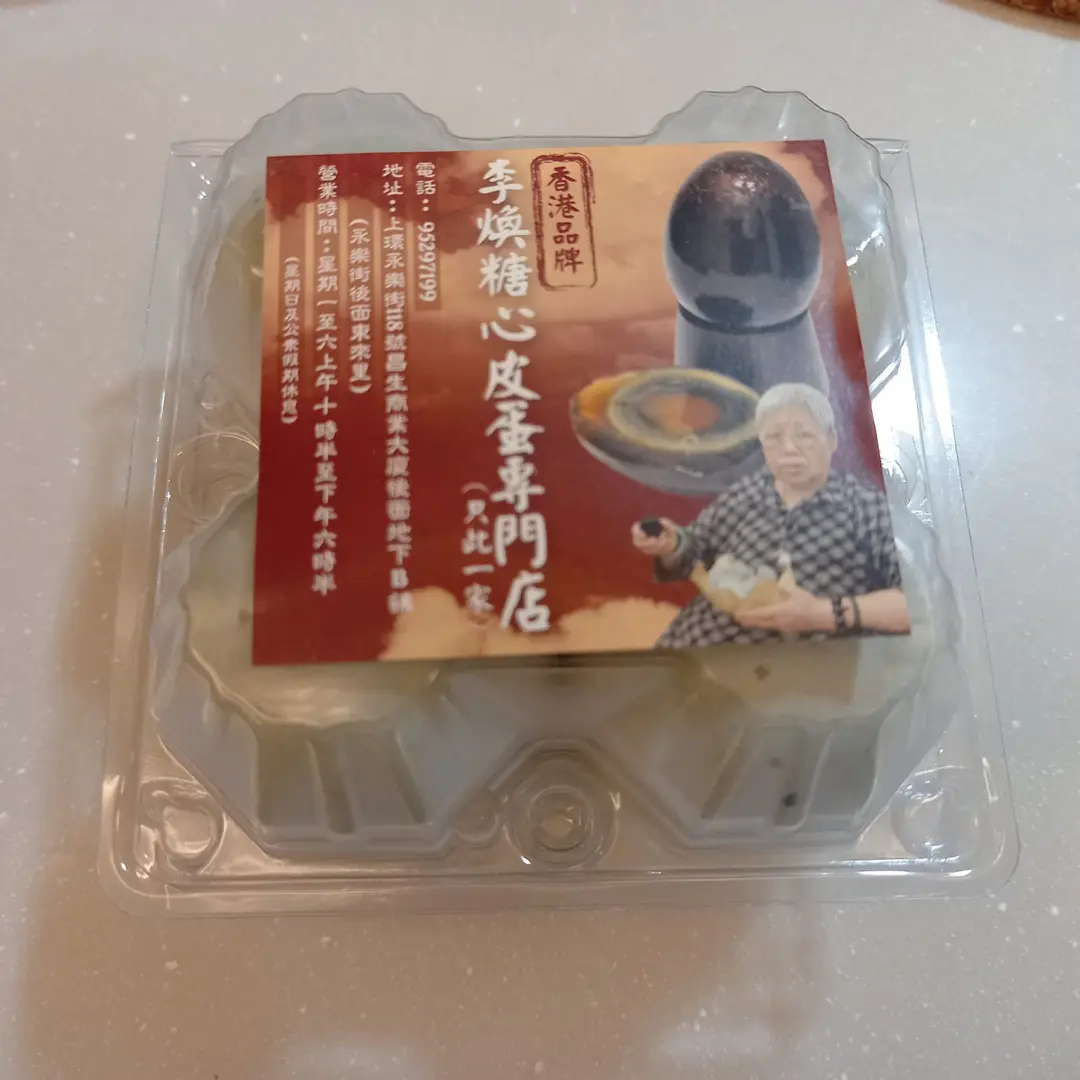 香港品牌
李煥糖心皮蛋專門店
(只此一家)
電話：95297199
地址：上環永樂街118號昌生商業大廈後面地下B鋪
(永樂街後面東來里)
營業時間：星期一至六上午十時半至下午六時半
(星期日及公眾假期休息)